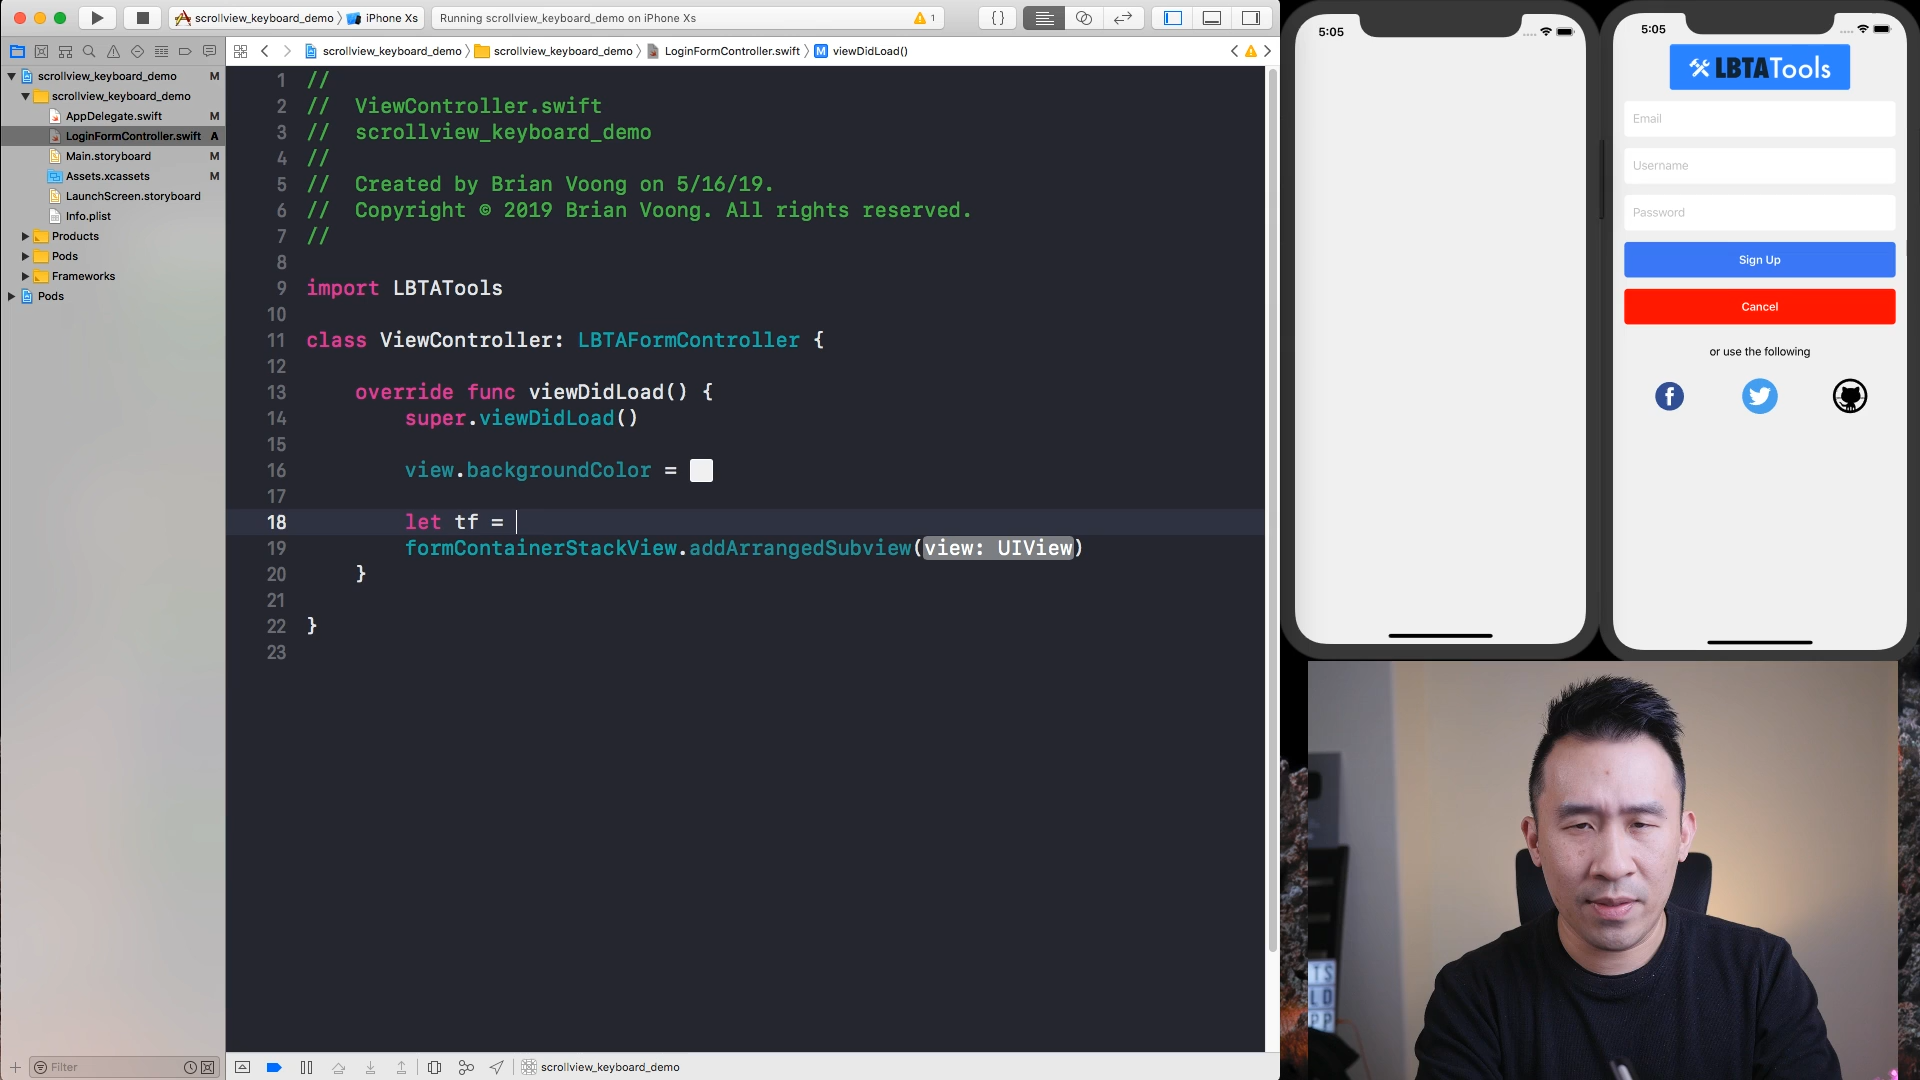 scrollview_keyboard_demo iPhone Xs
Running scrollview_keyboard_demo on iPhone Xs
1
{}
scrollview_keyboard_demo scrollview_keyboard_demo LoginFormController.swift M viewDidLoad()
scrollview_keyboard_demo M
scrollview_keyboard_demo
AppDelegate.swift M
LoginFormController.swift A
Main.storyboard M
Assets.xcassets M
LaunchScreen.storyboard
Info.plist
Products
Pods
Frameworks
Pods
Filter
1 //
2 // ViewController.swift
3 // scrollview_keyboard_demo
4 //
5 // Created by Brian Voong on 5/16/19.
6 // Copyright © 2019 Brian Voong. All rights reserved.
7 //
8
9 import LBTATools
10
11 class ViewController: LBTAFormController {
12
13 override func viewDidLoad() {
14 super.viewDidLoad()
15
16 view.backgroundColor =
17
18 let tf =
19 formContainerStackView.addArrangedSubview(view: UIView)
20 }
21
22 }
23
scrollview_keyboard_demo
5:05
5:05
LBTATools
Email
Username
Password
Sign Up
Cancel
or use the following
f
TS
LD
PP